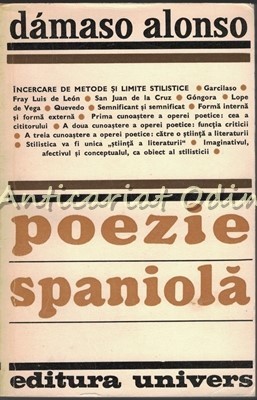 dámaso alonso
ÎNCERCARE DE METODE ȘI LIMITE STILISTICE ● Garcilaso ●
Fray Luis de León ● San Juan de la Cruz ● Góngora ● Lope
de Vega ● Quevedo ● Semnificant și semnificat ● Formă internă
și formă externă ● Prima cunoaștere a operei poetice: cea a
cititorului ● A doua cunoaștere a operei poetice: funcția criticii
● A treia cunoaștere a operei poetice: către o știință a literaturii
● Stilistica va fi unica „știință a literaturii” ● Imaginativul,
afectivul și conceptualul, ca obiect al stilisticii ●
Anticariat Odin
poezie
spaniolă
editura univers